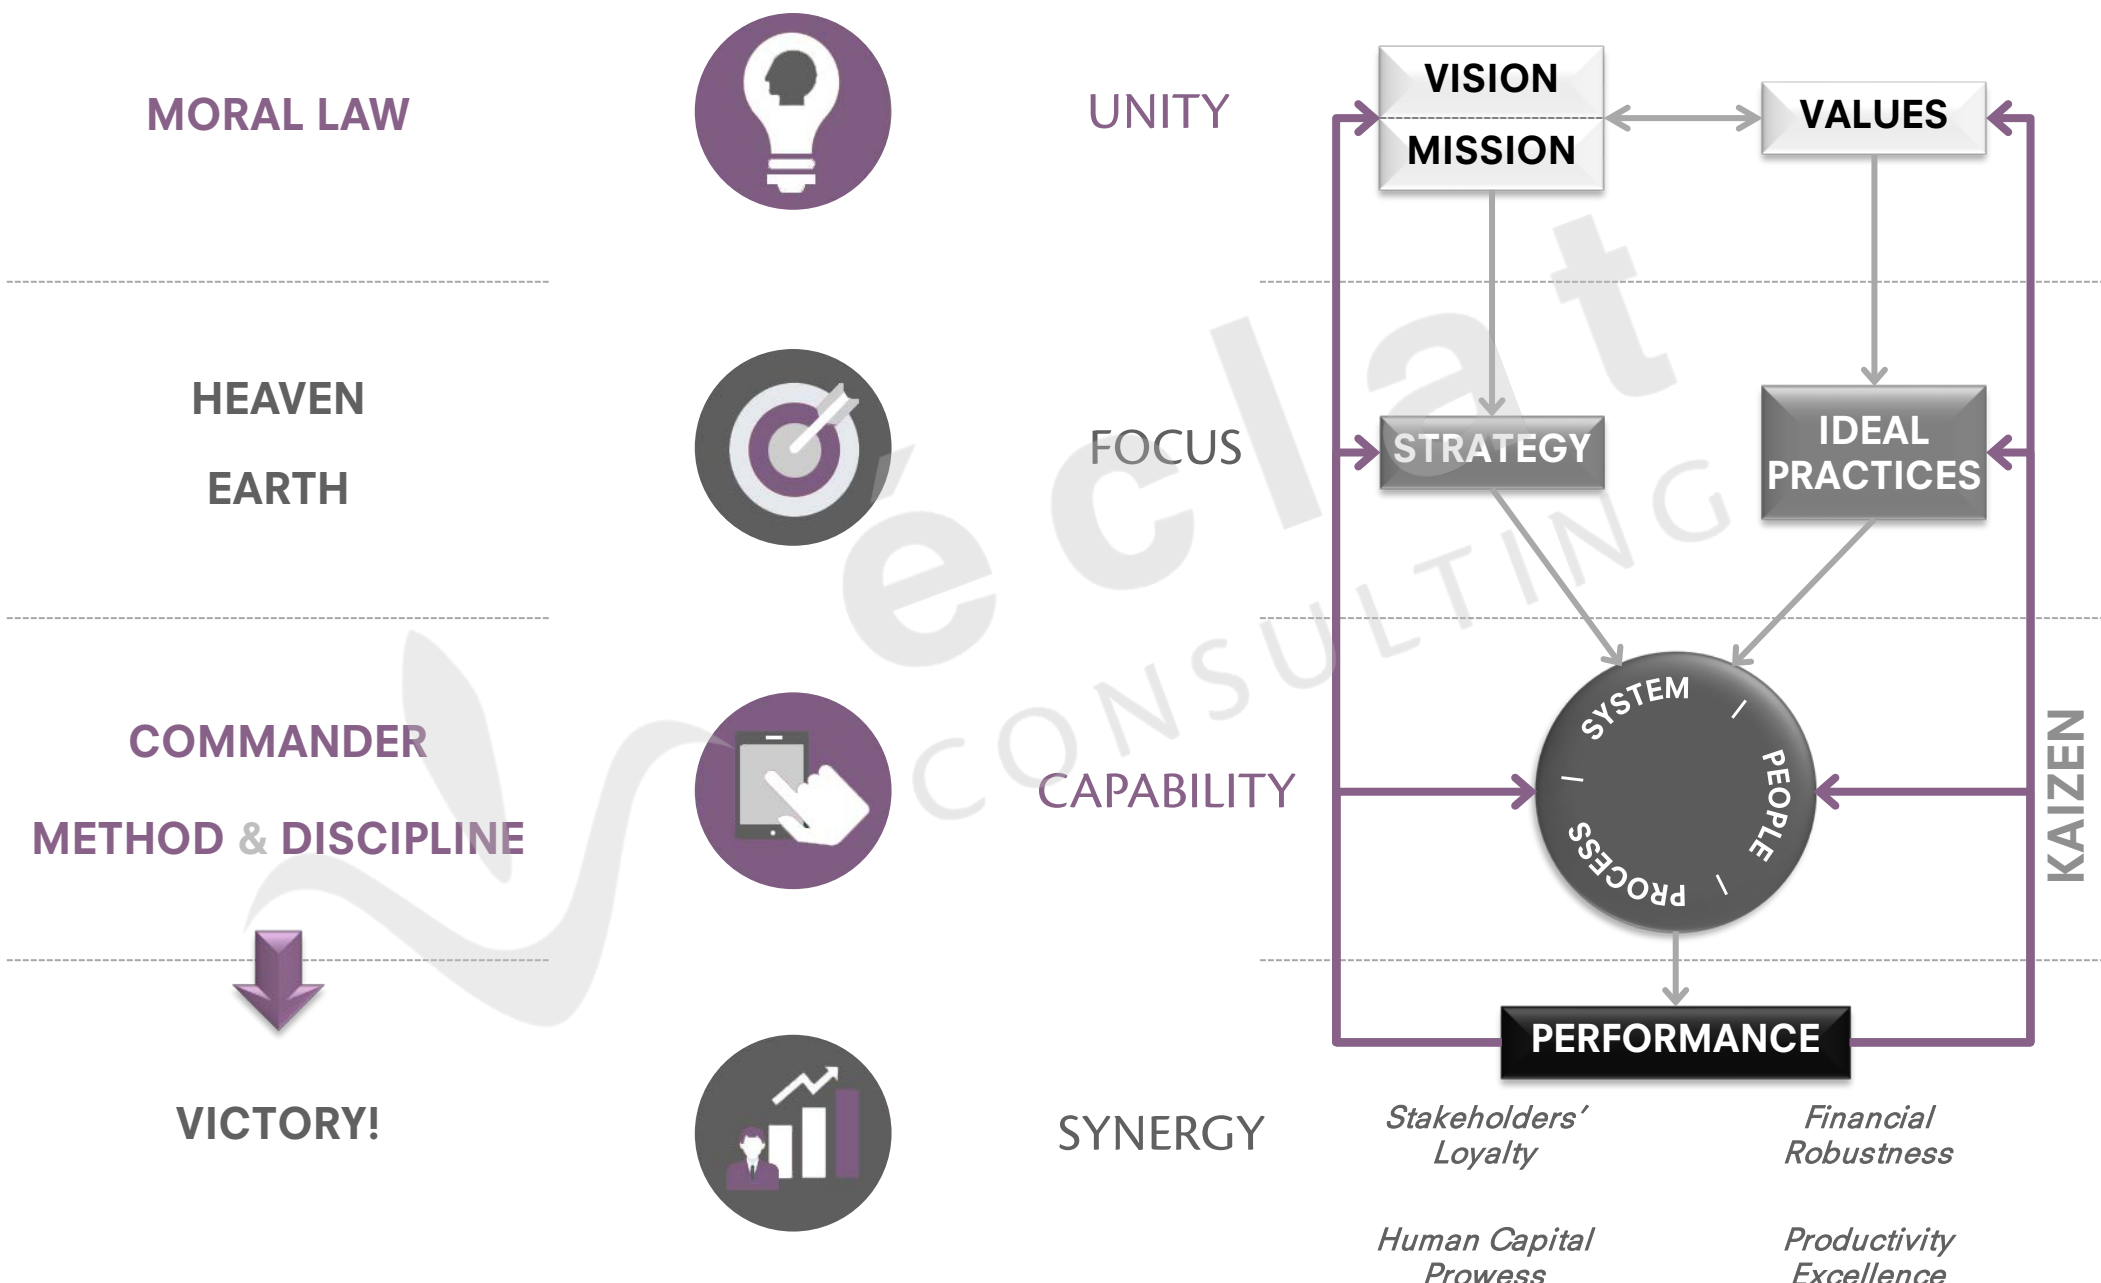 MORAL LAW
UNITY
VISION
MISSION
VALUES
HEAVEN
EARTH
FOCUS
STRATEGY
IDEAL
PRACTICES
COMMANDER
METHOD & DISCIPLINE
CAPABILITY
SYSTEM / PEOPLE / PROCESS /
KAIZEN
PERFORMANCE
VICTORY!
SYNERGY
Stakeholders'
Loyalty
Financial
Robustness
Human Capital
Prowess
Productivity
Excellence
éclat
CONSULTING